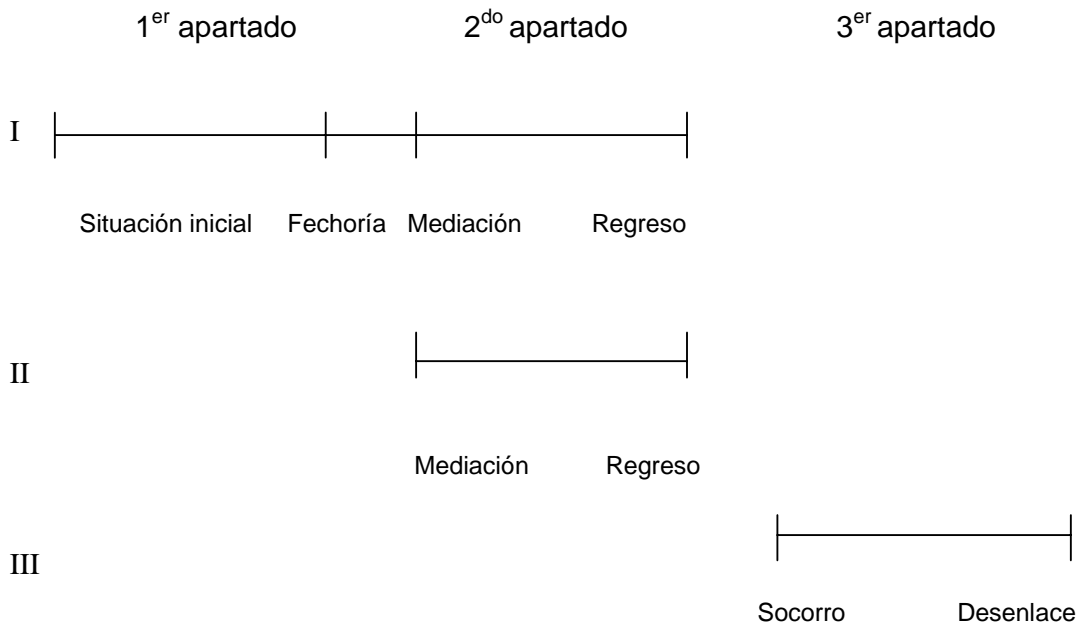 1er apartado 2do apartado 3er apartado
I
Situación inicial Fechoría Mediación Regreso
II
Mediación Regreso
III
Socorro Desenlace